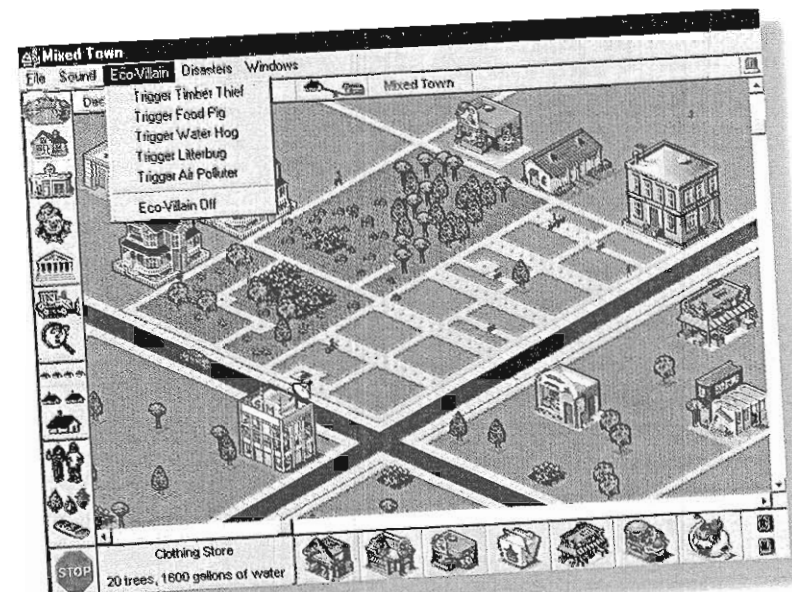 Mixed Town
File Sound Eco-Villain Disasters Windows
Mixed Town
Trigger Timber Thief
Trigger Food Pig
Trigger Water Hog
Trigger Litterbug
Trigger Air Polluter
Eco-Villain Off
STOP
Clothing Store
20 trees, 1600 gallons of water